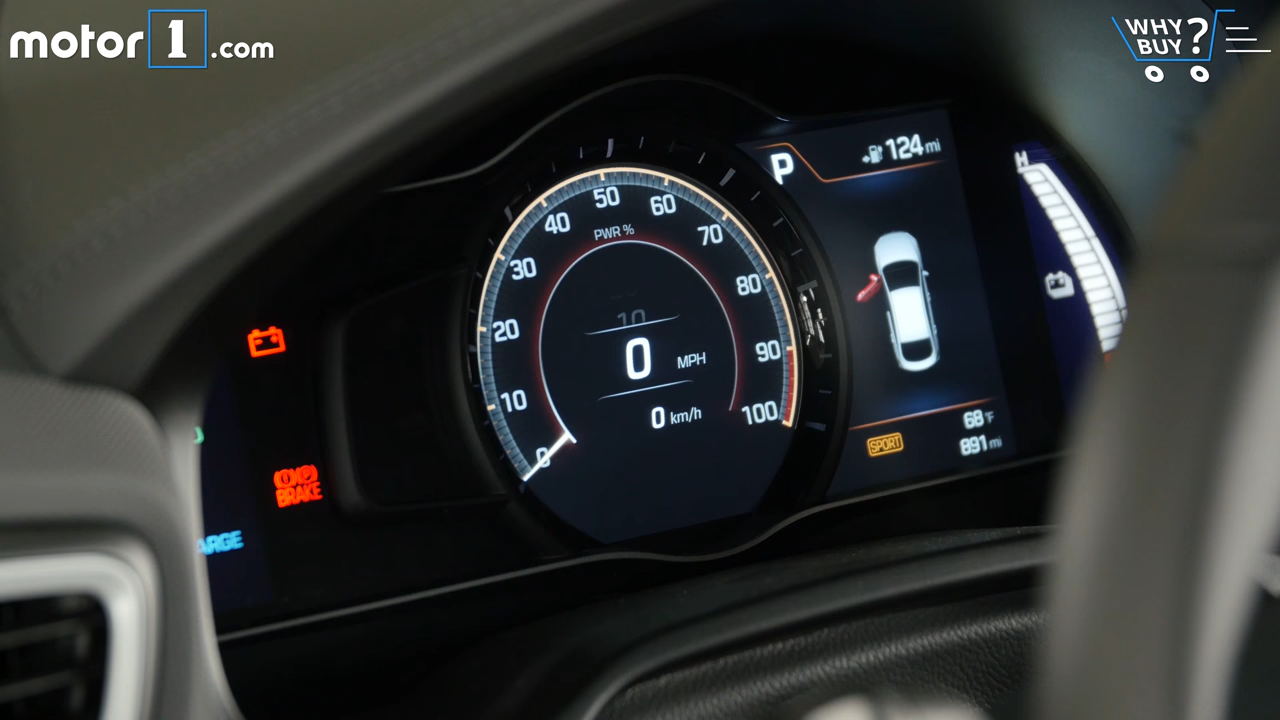 motor1.com
WHY
BUY?
P
124 mi
H
50
40
60
PWR %
70
30
80
10
20
0 MPH
90
10
0 km/h
100
0
68 °F
SPORT
891 mi
BRAKE
ARGE